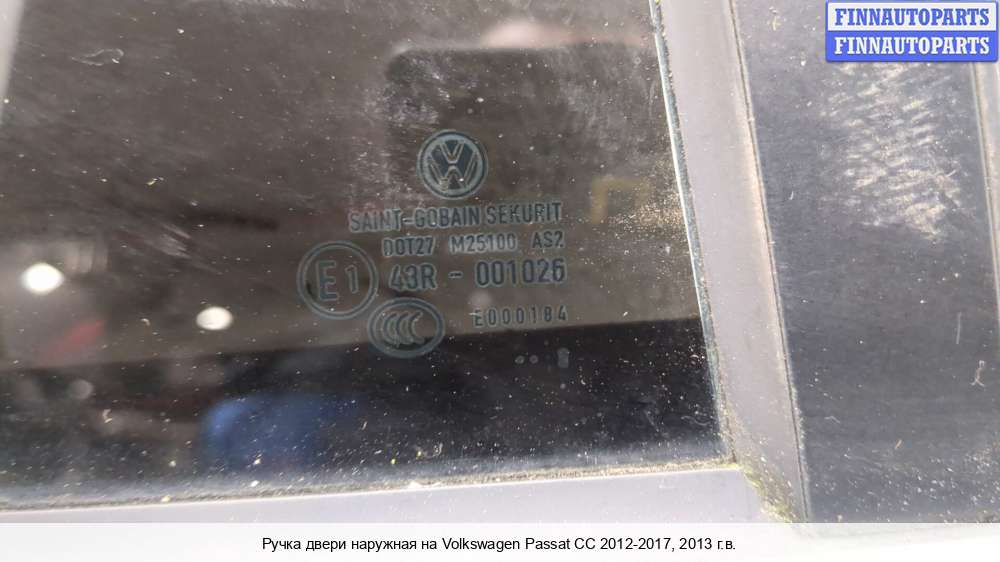 FINNAUTOPARTS
FINNAUTOPARTS
SAINT-GOBAIN SEKURIT
DOT27 M25100 AS2
E1 43R - 001026
CCC E000184
Ручка двери наружная на Volkswagen Passat CC 2012-2017, 2013 г.в.